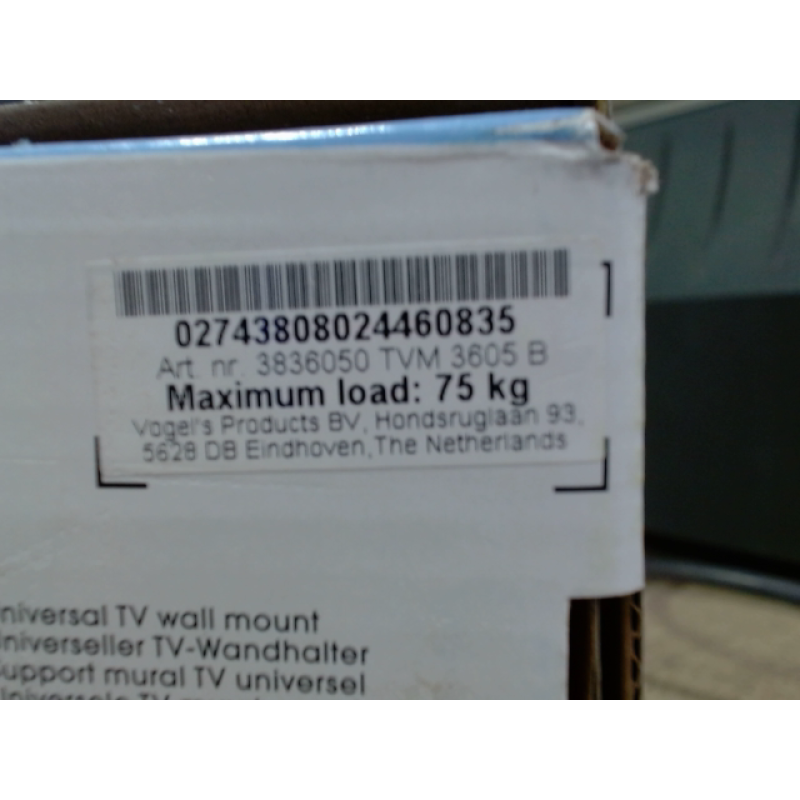 02743808024460835
Art. nr. 3836050 TVM 3605 B
Maximum load: 75 kg
Vogel's Products BV, Hondsruglaan 93,
5628 DB Eindhoven, The Netherlands
niversal TV wall mount
niverseller TV-Wandhalter
upport mural TV universel